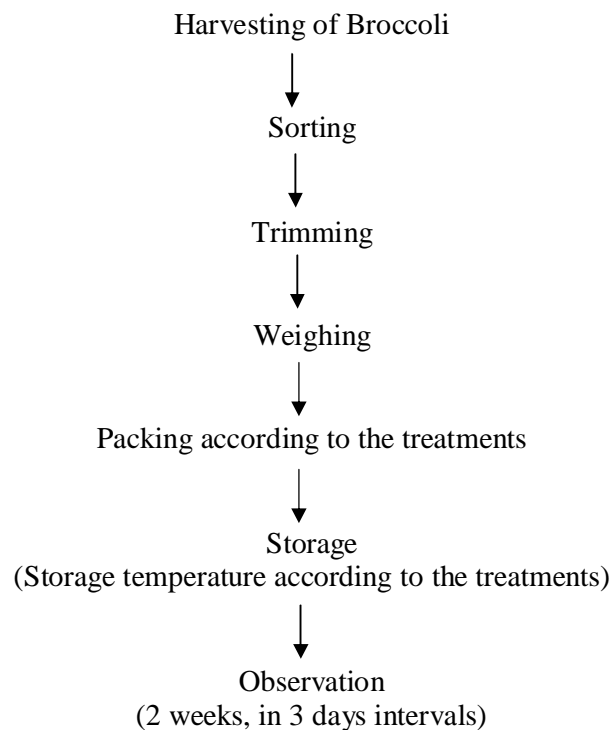 Harvesting of Broccoli
Sorting
Trimming
Weighing
Packing according to the treatments
Storage
(Storage temperature according to the treatments)
Observation
(2 weeks, in 3 days intervals)